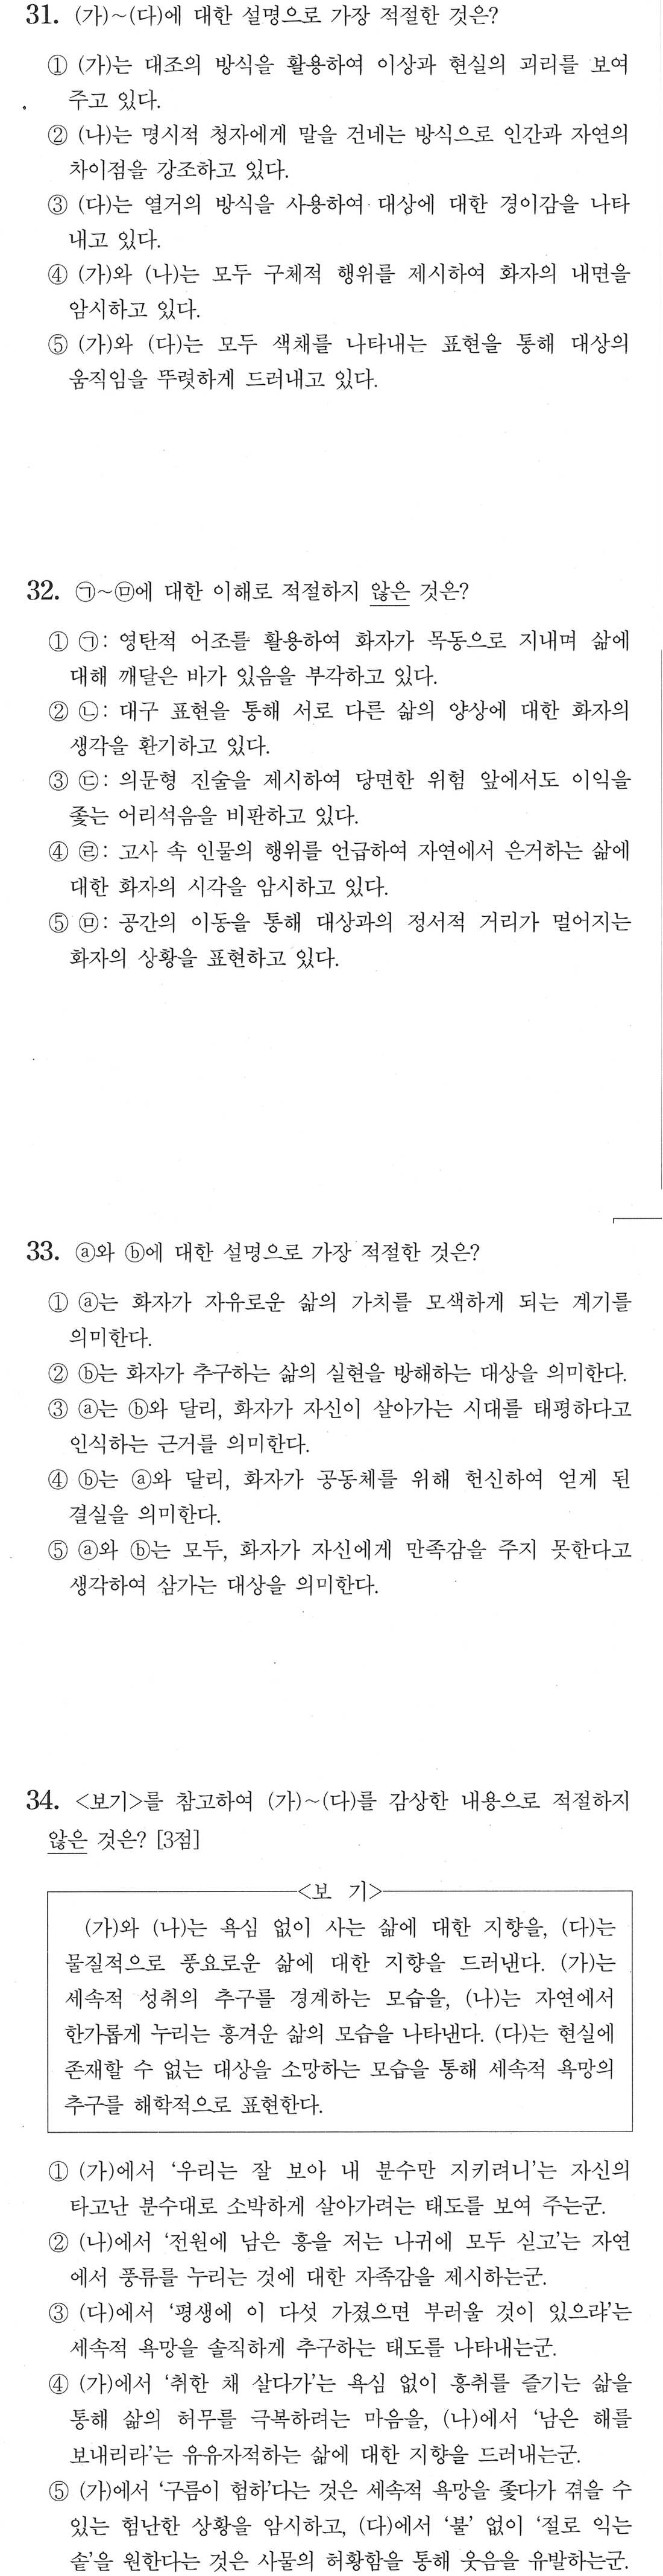 31. (가)~(다)에 대한 설명으로 가장 적절한 것은?
① (가)는 대조의 방식을 활용하여 이상과 현실의 괴리를 보여
주고 있다.
② (나)는 명시적 청자에게 말을 건네는 방식으로 인간과 자연의
차이점을 강조하고 있다.
③ (다)는 열거의 방식을 사용하여 대상에 대한 경이감을 나타
내고 있다.
④ (가)와 (나)는 모두 구체적 행위를 제시하여 화자의 내면을
암시하고 있다.
⑤ (가)와 (다)는 모두 색채를 나타내는 표현을 통해 대상의
움직임을 뚜렷하게 드러내고 있다.
32. ㉠~㉤에 대한 이해로 적절하지 않은 것은?
① ㉠: 영탄적 어조를 활용하여 화자가 목동으로 지내며 삶에
대해 깨달은 바가 있음을 부각하고 있다.
② ㉡: 대구 표현을 통해 서로 다른 삶의 양상에 대한 화자의
생각을 환기하고 있다.
③ ㉢: 의문형 진술을 제시하여 당면한 위험 앞에서도 이익을
좇는 어리석음을 비판하고 있다.
④ ㉣: 고사 속 인물의 행위를 언급하여 자연에서 은거하는 삶에
대한 화자의 시각을 암시하고 있다.
⑤ ㉤: 공간의 이동을 통해 대상과의 정서적 거리가 멀어지는
화자의 상황을 표현하고 있다.
33. ⓐ와 ⓑ에 대한 설명으로 가장 적절한 것은?
① ⓐ는 화자가 자유로운 삶의 가치를 모색하게 되는 계기를
의미한다.
② ⓑ는 화자가 추구하는 삶의 실현을 방해하는 대상을 의미한다.
③ ⓐ는 ⓑ와 달리, 화자가 자신이 살아가는 시대를 태평하다고
인식하는 근거를 의미한다.
④ ⓑ는 ⓐ와 달리, 화자가 공동체를 위해 헌신하여 얻게 된
결실을 의미한다.
⑤ ⓐ와 ⓑ는 모두, 화자가 자신에게 만족감을 주지 못한다고
생각하여 삼가는 대상을 의미한다.
34. <보기>를 참고하여 (가)~(다)를 감상한 내용으로 적절하지
않은 것은? [3점]
<보 기>
(가)와 (나)는 욕심 없이 사는 삶에 대한 지향을, (다)는
물질적으로 풍요로운 삶에 대한 지향을 드러낸다. (가)는
세속적 성취의 추구를 경계하는 모습을, (나)는 자연에서
한가롭게 누리는 흥겨운 삶의 모습을 나타낸다. (다)는 현실에
존재할 수 없는 대상을 소망하는 모습을 통해 세속적 욕망의
추구를 해학적으로 표현한다.
① (가)에서 '우리는 잘 보아 내 분수만 지키려니'는 자신의
타고난 분수대로 소박하게 살아가려는 태도를 보여 주는군.
② (나)에서 '전원에 남은 흥을 저는 나귀에 모두 싣고'는 자연
에서 풍류를 누리는 것에 대한 자족감을 제시하는군.
③ (다)에서 '평생에 이 다섯 가졌으면 부러울 것이 있으랴'는
세속적 욕망을 솔직하게 추구하는 태도를 나타내는군.
④ (가)에서 '취한 채 살다가'는 욕심 없이 흥취를 즐기는 삶을
통해 삶의 허무를 극복하려는 마음을, (나)에서 '남은 해를
보내리라'는 유유자적하는 삶에 대한 지향을 드러내는군.
⑤ (가)에서 '구름이 험하'다는 것은 세속적 욕망을 좇다가 겪을 수
있는 험난한 상황을 암시하고, (다)에서 '불' 없이 '절로 익는
솥'을 원한다는 것은 사물의 허황함을 통해 웃음을 유발하는군.